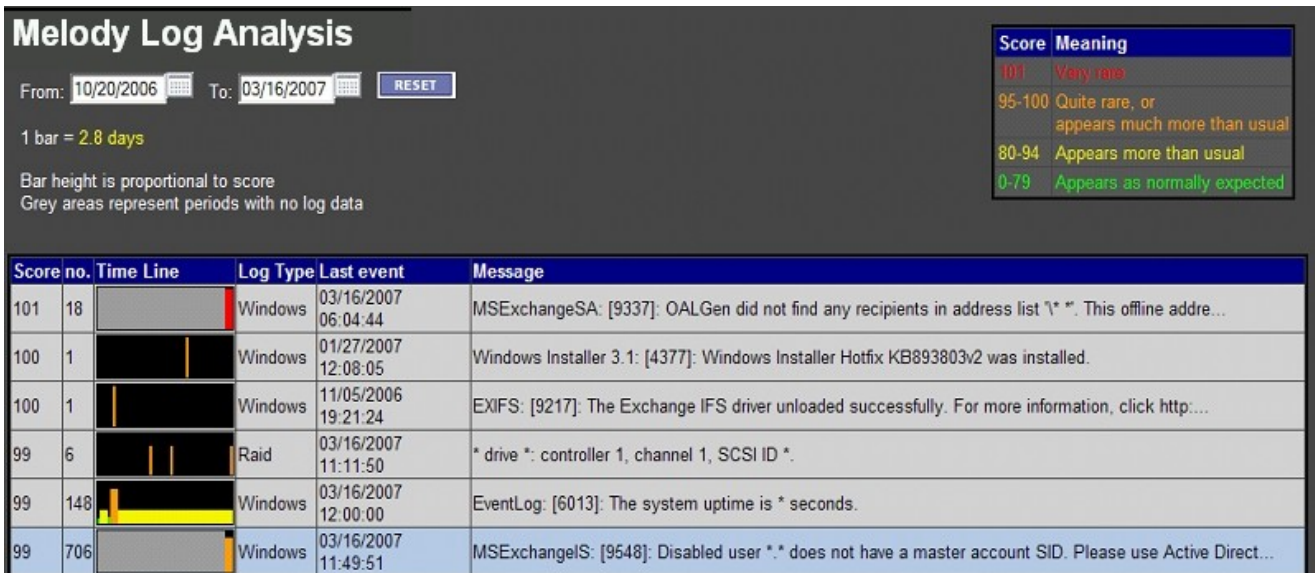 Melody Log Analysis
From: 10/20/2006 To: 03/16/2007 RESET
1 bar = 2.8 days
Bar height is proportional to score
Grey areas represent periods with no log data
Score Meaning
101 Very rare
95-100 Quite rare, or
appears much more than usual
80-94 Appears more than usual
0-79 Appears as normally expected
Score no. Time Line Log Type Last event Message
101 18 Windows 03/16/2007 06:04:44 MSExchangeSA: [9337]: OALGen did not find any recipients in address list '\* *'. This offline addre...
100 1 Windows 01/27/2007 12:08:05 Windows Installer 3.1: [4377]: Windows Installer Hotfix KB893803v2 was installed.
100 1 Windows 11/05/2006 19:21:24 EXIFS: [9217]: The Exchange IFS driver unloaded successfully. For more information, click http:...
99 6 Raid 03/16/2007 11:11:50 * drive *: controller 1, channel 1, SCSI ID *.
99 148 Windows 03/16/2007 12:00:00 EventLog: [6013]: The system uptime is * seconds.
99 706 Windows 03/16/2007 11:49:51 MSExchangeIS: [9548]: Disabled user *.* does not have a master account SID. Please use Active Direct...